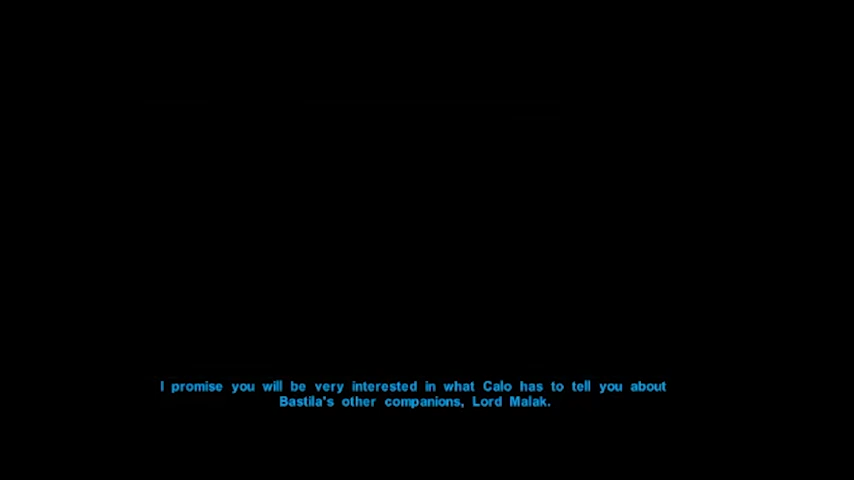 I promise you will be very interested in what Calo has to tell you about
Bastila's other companions, Lord Malak.